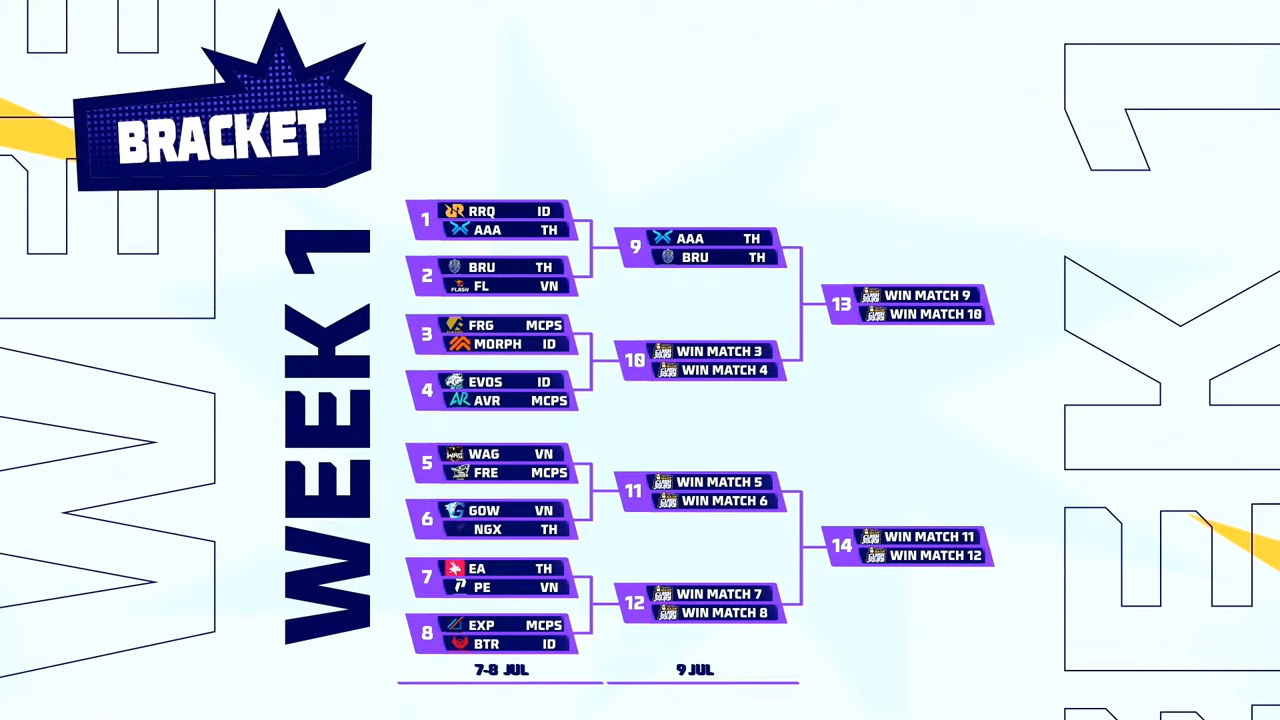 BRACKET
WEEK 1
1
RRQ ID
AAA TH
2
BRU TH
FLASH FL VN
3
FRG MCPS
MORPH ID
4
EVOS ID
AR AVR MCPS
5
WAG WAG VN
FRE MCPS
6
GOW VN
NGX TH
7
EA TH
PE VN
8
EXP MCPS
BTR ID
7-8 JUL
9
AAA TH
BRU TH
10
WIN MATCH 3
WIN MATCH 4
11
WIN MATCH 5
WIN MATCH 6
12
WIN MATCH 7
WIN MATCH 8
9 JUL
13
WIN MATCH 9
WIN MATCH 10
14
WIN MATCH 11
WIN MATCH 12